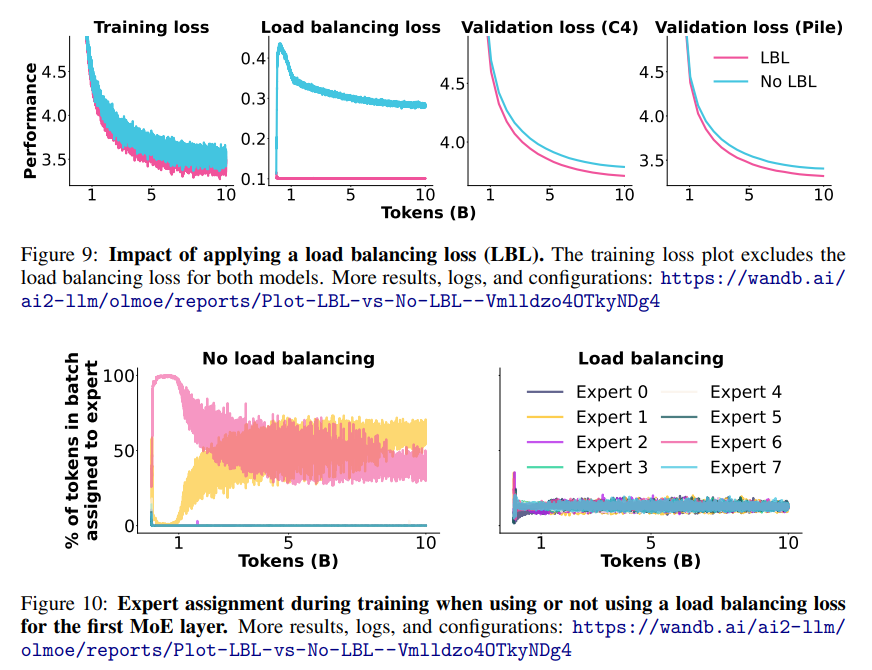 Training loss
Load balancing loss
Validation loss (C4)
Validation loss (Pile)
Performance
4.5
4.0
3.5
1
5
10
0.4
0.3
0.2
0.1
1
5
10
4.5
4.0
1
5
10
4.5
4.0
3.5
1
5
10
LBL
No LBL
Tokens (B)
Figure 9: Impact of applying a load balancing loss (LBL). The training loss plot excludes the
load balancing loss for both models. More results, logs, and configurations: https://wandb.ai/
ai2-llm/olmoe/reports/Plot-LBL-vs-No-LBL--Vmlldzo4OTkyNDg4
No load balancing
Load balancing
% of tokens in batch
assigned to expert
100
50
0
1
5
10
Tokens (B)
Expert 0
Expert 1
Expert 2
Expert 3
Expert 4
Expert 5
Expert 6
Expert 7
1
5
10
Tokens (B)
Figure 10: Expert assignment during training when using or not using a load balancing loss
for the first MoE layer. More results, logs, and configurations: https://wandb.ai/ai2-llm/
olmoe/reports/Plot-LBL-vs-No-LBL--Vmlldzo4OTkyNDg4